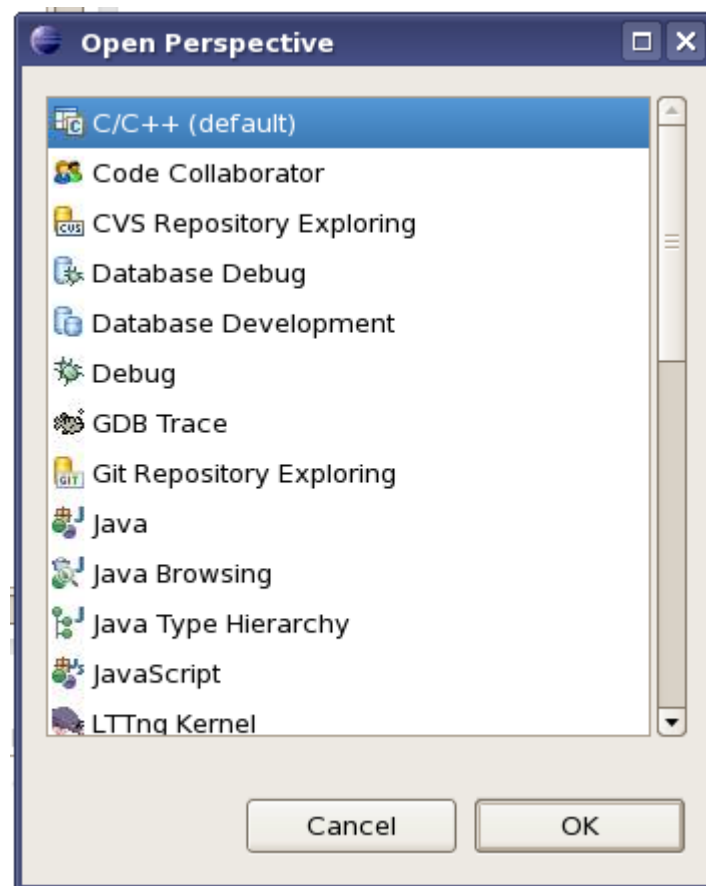 Open Perspective
C/C++ (default)
Code Collaborator
CVS Repository Exploring
Database Debug
Database Development
Debug
GDB Trace
Git Repository Exploring
Java
Java Browsing
Java Type Hierarchy
JavaScript
LTTng Kernel
Cancel
OK